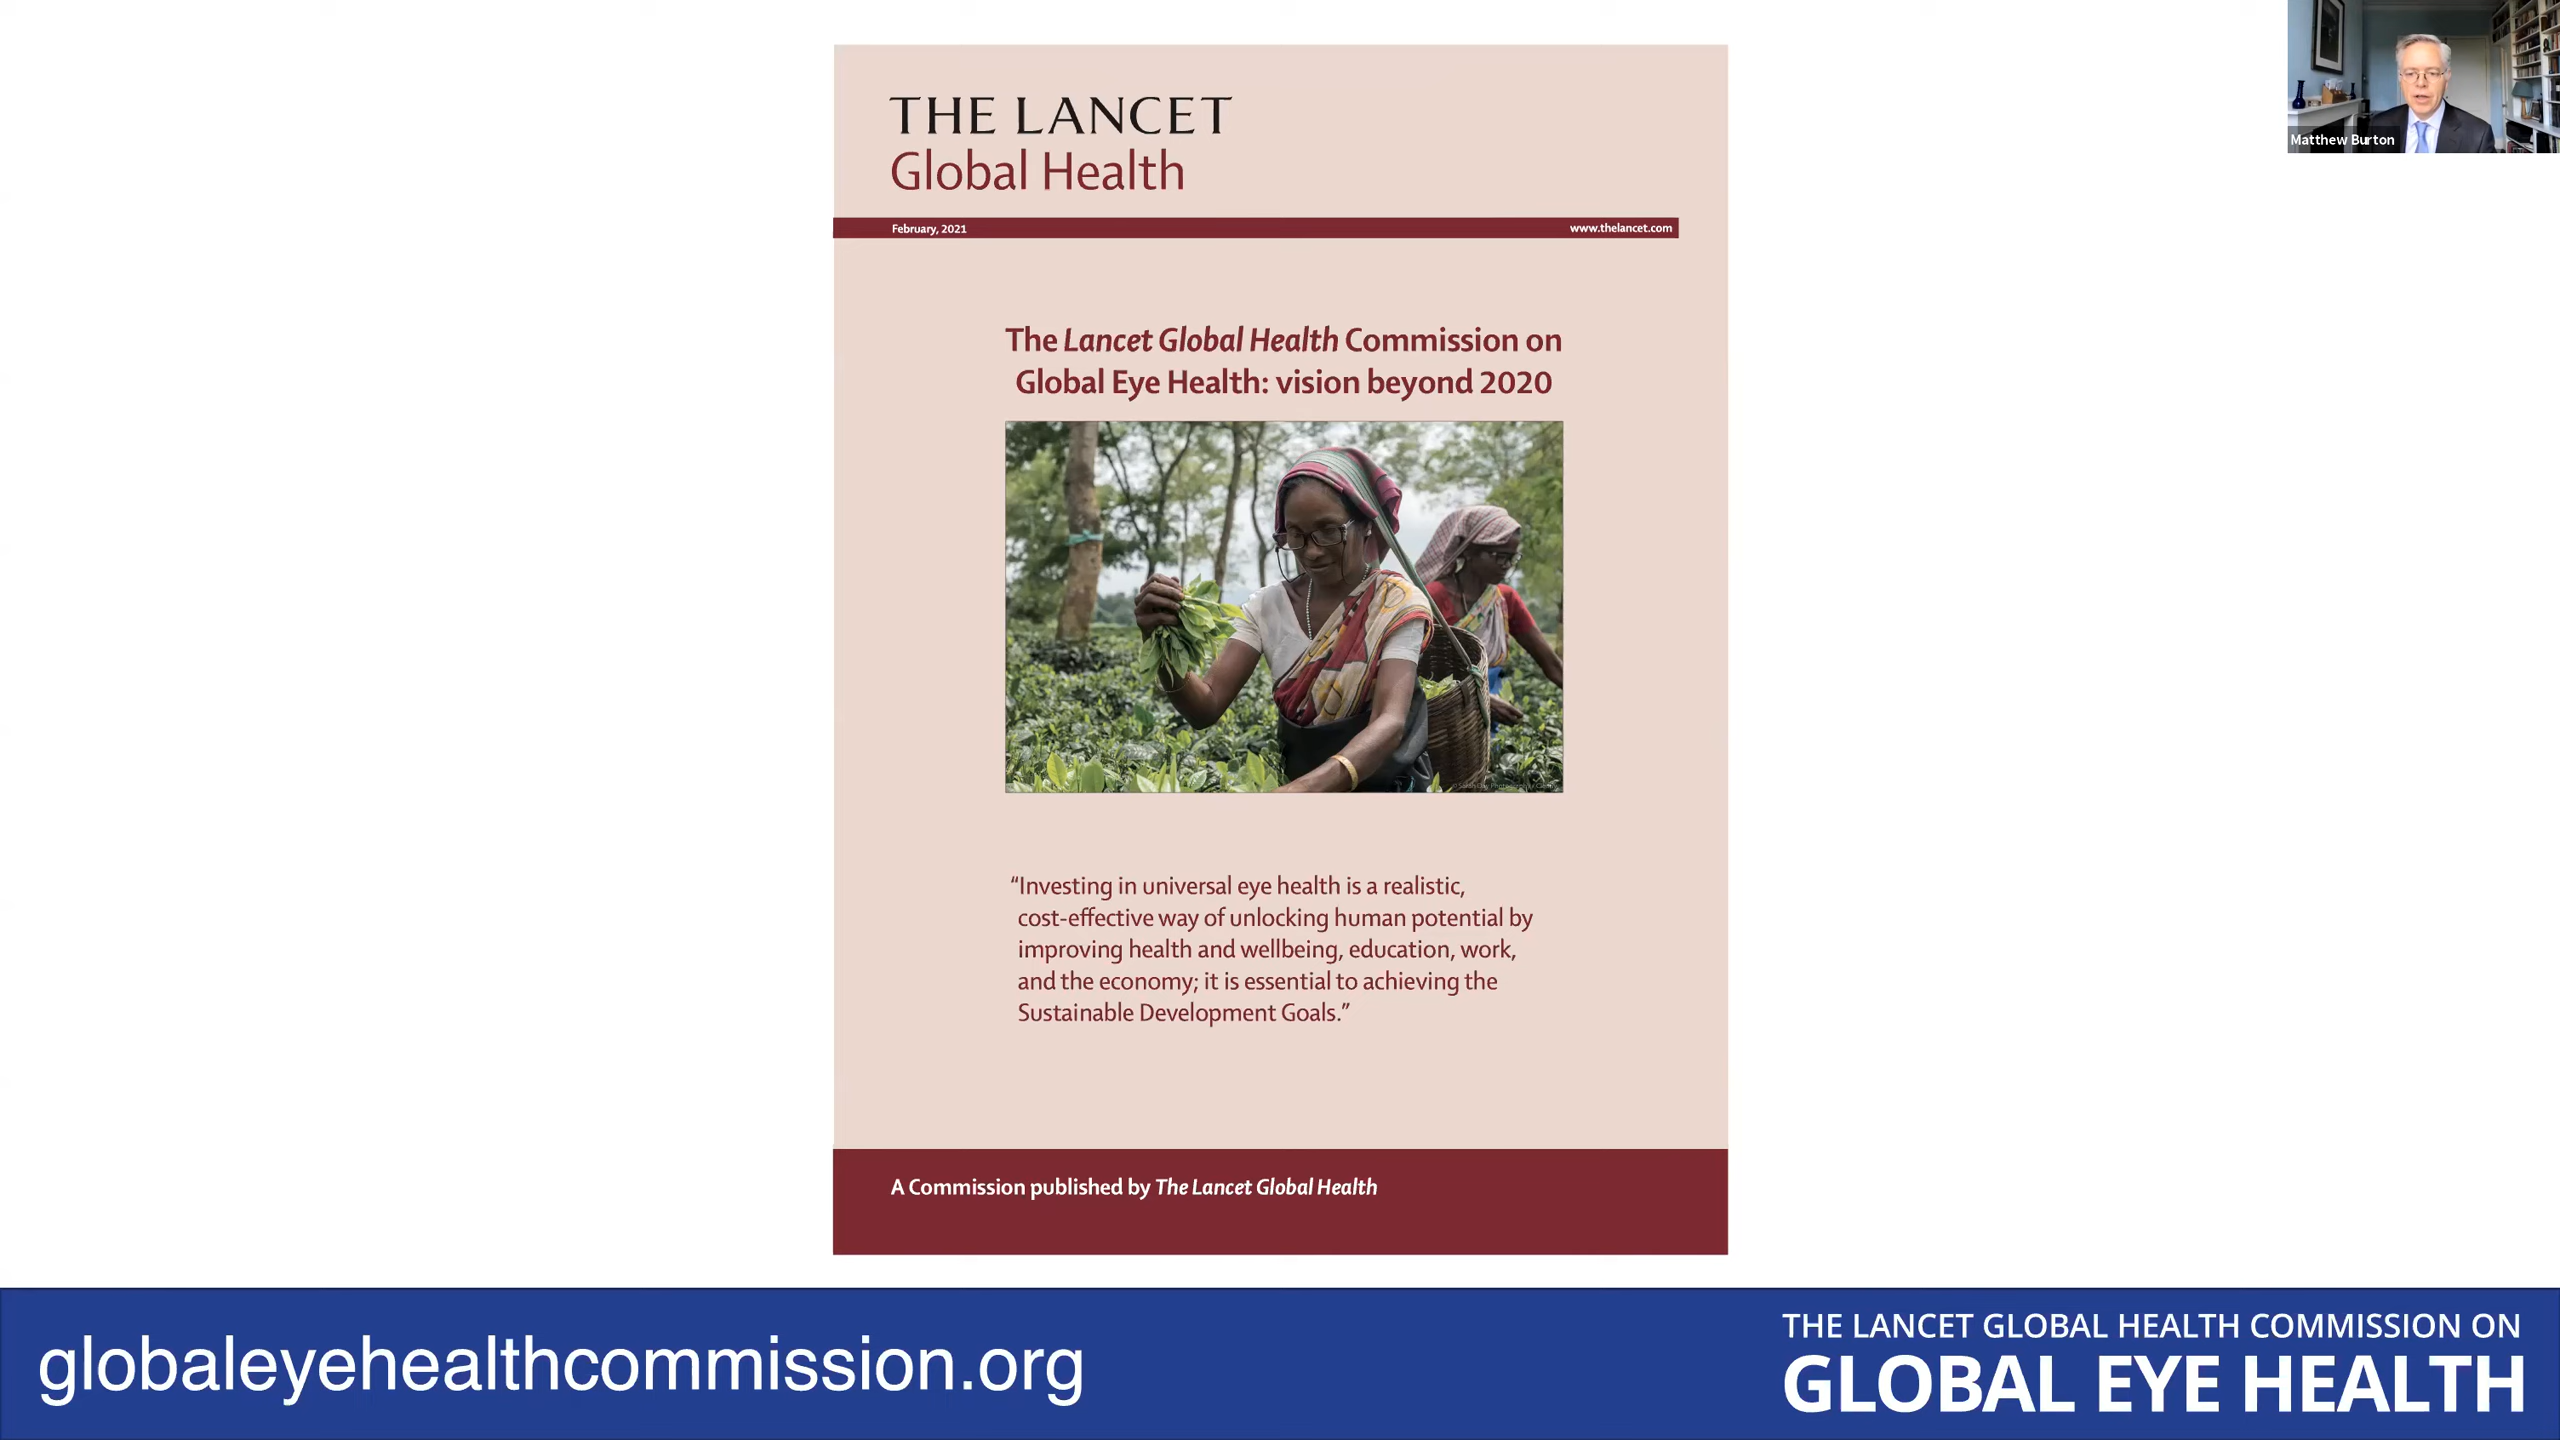 THE LANCET
Global Health
Matthew Burton
February, 2021
www.thelancet.com
The Lancet Global Health Commission on
Global Eye Health: vision beyond 2020
“Investing in universal eye health is a realistic,
cost-effective way of unlocking human potential by
improving health and wellbeing, education, work,
and the economy; it is essential to achieving the
Sustainable Development Goals.”
A Commission published by The Lancet Global Health
globaleyehealthcommission.org
THE LANCET GLOBAL HEALTH COMMISSION ON
GLOBAL EYE HEALTH